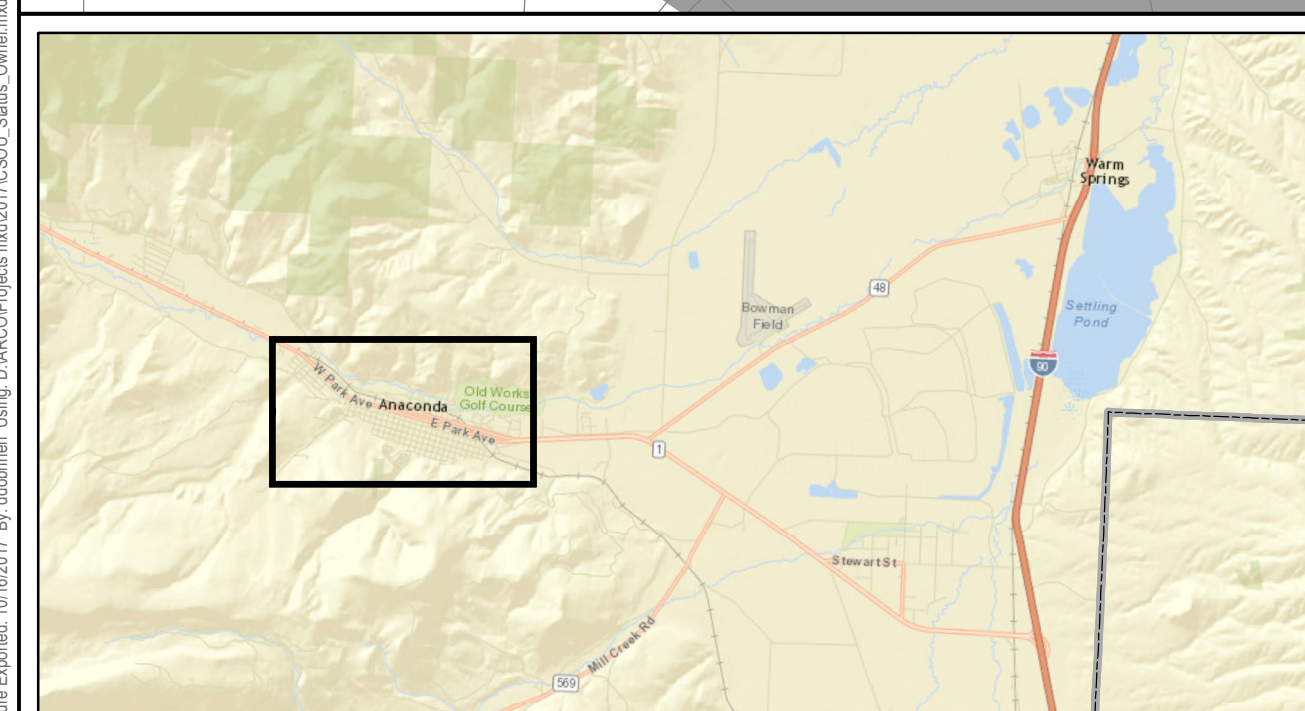 ure Exported: 10/16/2017 By: ddobrinen Using: D:\ARCO\Projects mxd\2017\CSOU_Status_Owner.mxd
Warm
Springs
48
Bowman
Field
Settling
Pond
90
W Park Ave
Anaconda
Old Works
Golf Course
E Park Ave
1
Stewart St
Mill Creek Rd
569